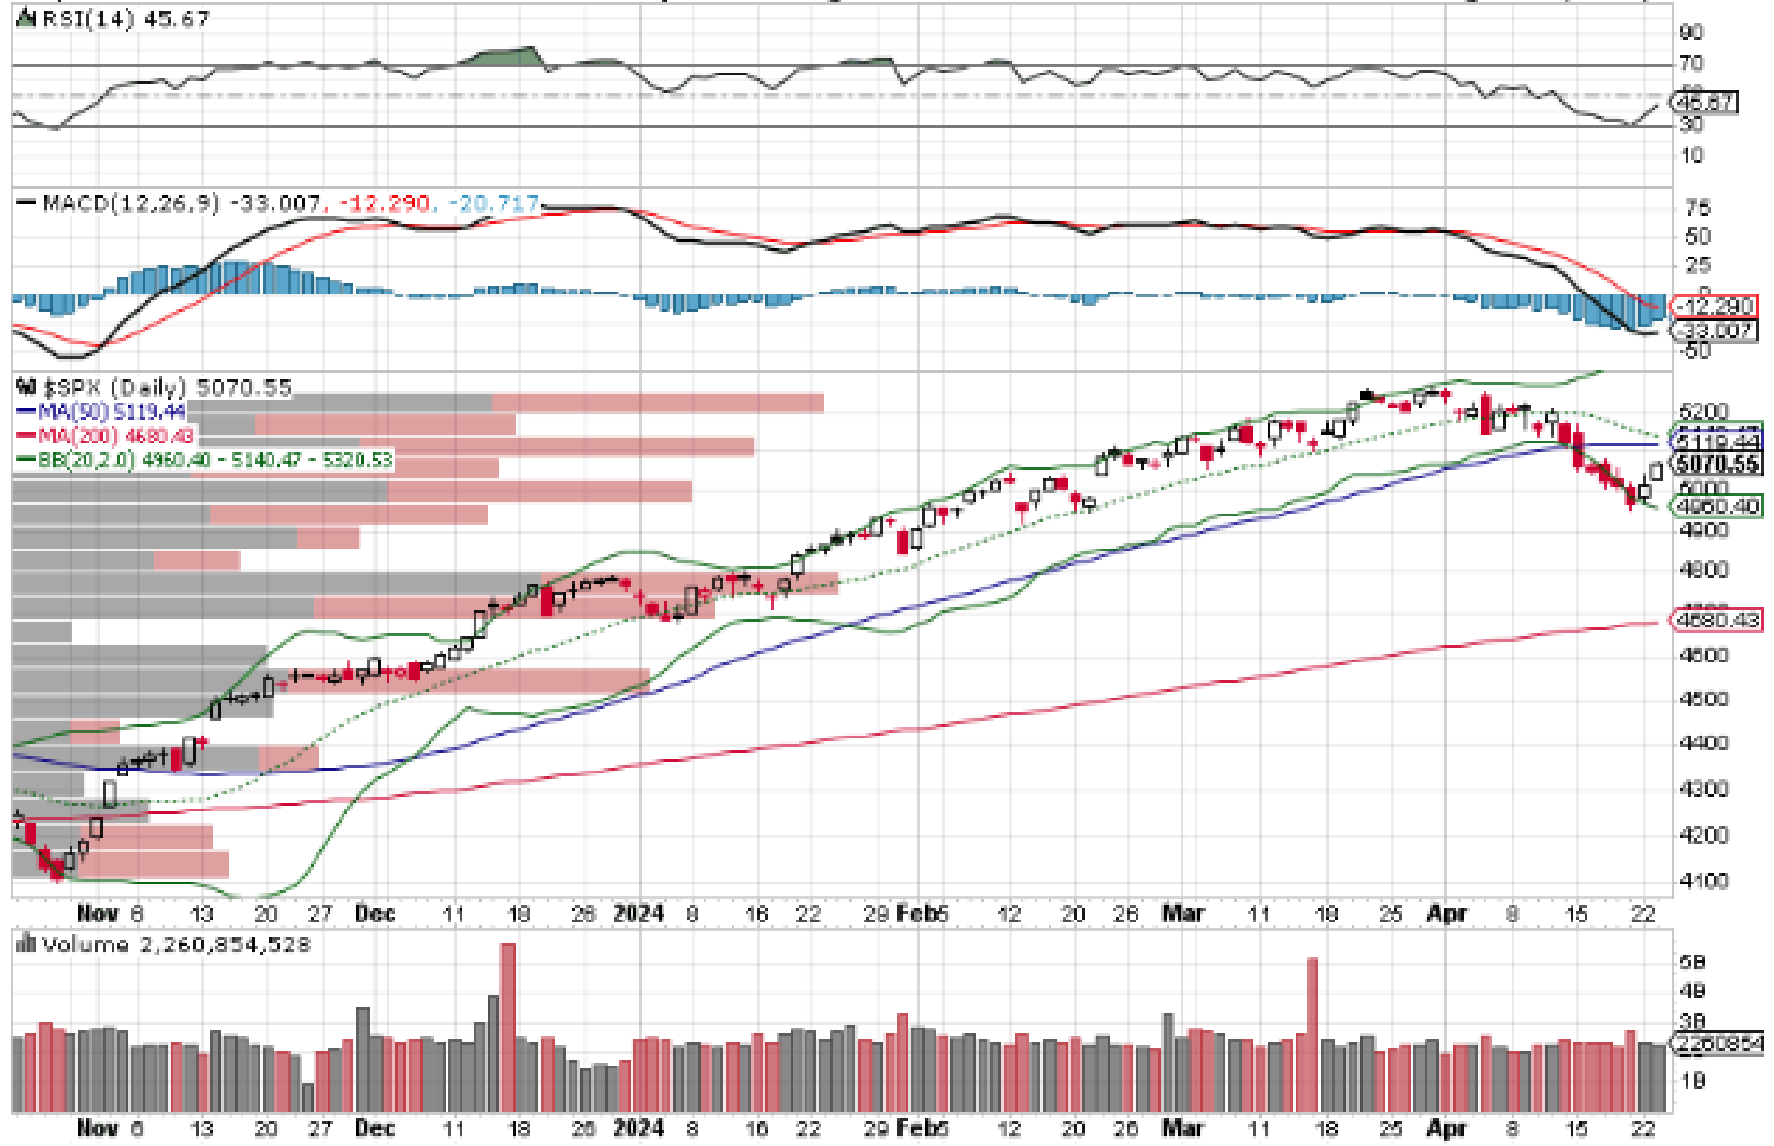 RSI(14) 45.67
90
70
45.67
30
10
MACD(12,26,9) -33.007, -12.290, -20.717
75
50
25
0
-12.290
-33.007
-50
$SPX (Daily) 5070.55
MA(50) 5119.44
MA(200) 4680.43
BB(20,2.0) 4960.40 - 5140.47 - 5320.53
5200
5119.44
5070.55
5000
4960.40
4900
4800
4680.43
4600
4500
4400
4300
4200
4100
Nov 6 13 20 27 Dec 11 18 26 2024 8 16 22 29 Feb 5 12 20 26 Mar 11 18 25 Apr 8 15 22
Volume 2,260,854,528
5B
4B
3B
2260854
1B
Nov 6 13 20 27 Dec 11 18 26 2024 8 16 22 29 Feb 5 12 20 26 Mar 11 18 25 Apr 8 15 22